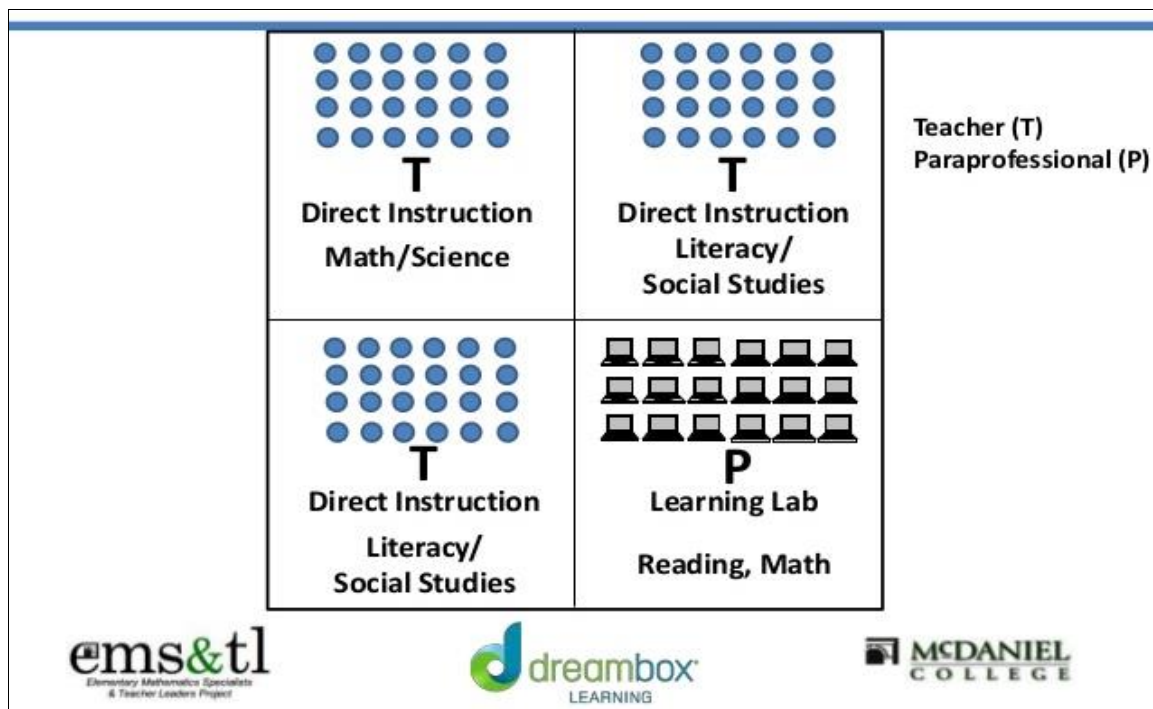 T
Direct Instruction
Math/Science
T
Direct Instruction
Literacy/
Social Studies
Teacher (T)
Paraprofessional (P)
T
Direct Instruction
Literacy/
Social Studies
P
Learning Lab
Reading, Math
ems&tl
Elementary Mathematics Specialists
& Teacher Leaders Project
dreambox
LEARNING
MCDANIEL
COLLEGE